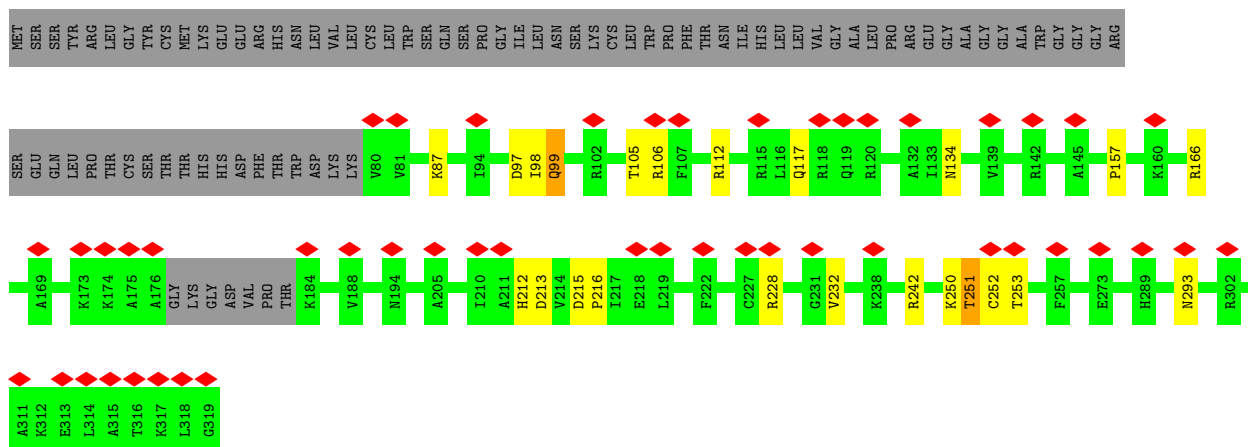 MET SER SER TYR ARG LEU GLY TYR CYS MET LYS GLU GLU ARG HIS ASN LEU VAL LEU CYS LEU TRP SER GLN SER PRO GLY ILE LEU ASN SER LYS CYS LEU TRP PRO PHE THR ASN ILE HIS LEU LEU VAL GLY ALA LEU PRO ARG GLU GLY ALA GLY GLY ALA TRP GLY GLY GLY ARG
SER GLU GLN LEU PRO THR CYS SER THR THR HIS HIS ASP PHE THR TRP ASP LYS LYS V80 V81 K87 I94 D97 I98 Q99 R102 T105 R106 F107 R112 R115 L116 Q117 R118 Q119 R120 A132 I133 N134 V139 R142 A145 P157 K160 R166
A169 K173 K174 A175 A176 GLY LYS GLY ASP VAL PRO THR K184 V188 N194 A205 I210 A211 H212 D213 V214 D215 P216 I217 E218 L219 F222 C227 R228 G231 V232 K238 R242 K250 T251 C252 T253 F257 E273 H289 N293 R302
A311 K312 E313 L314 A315 T316 K317 L318 G319